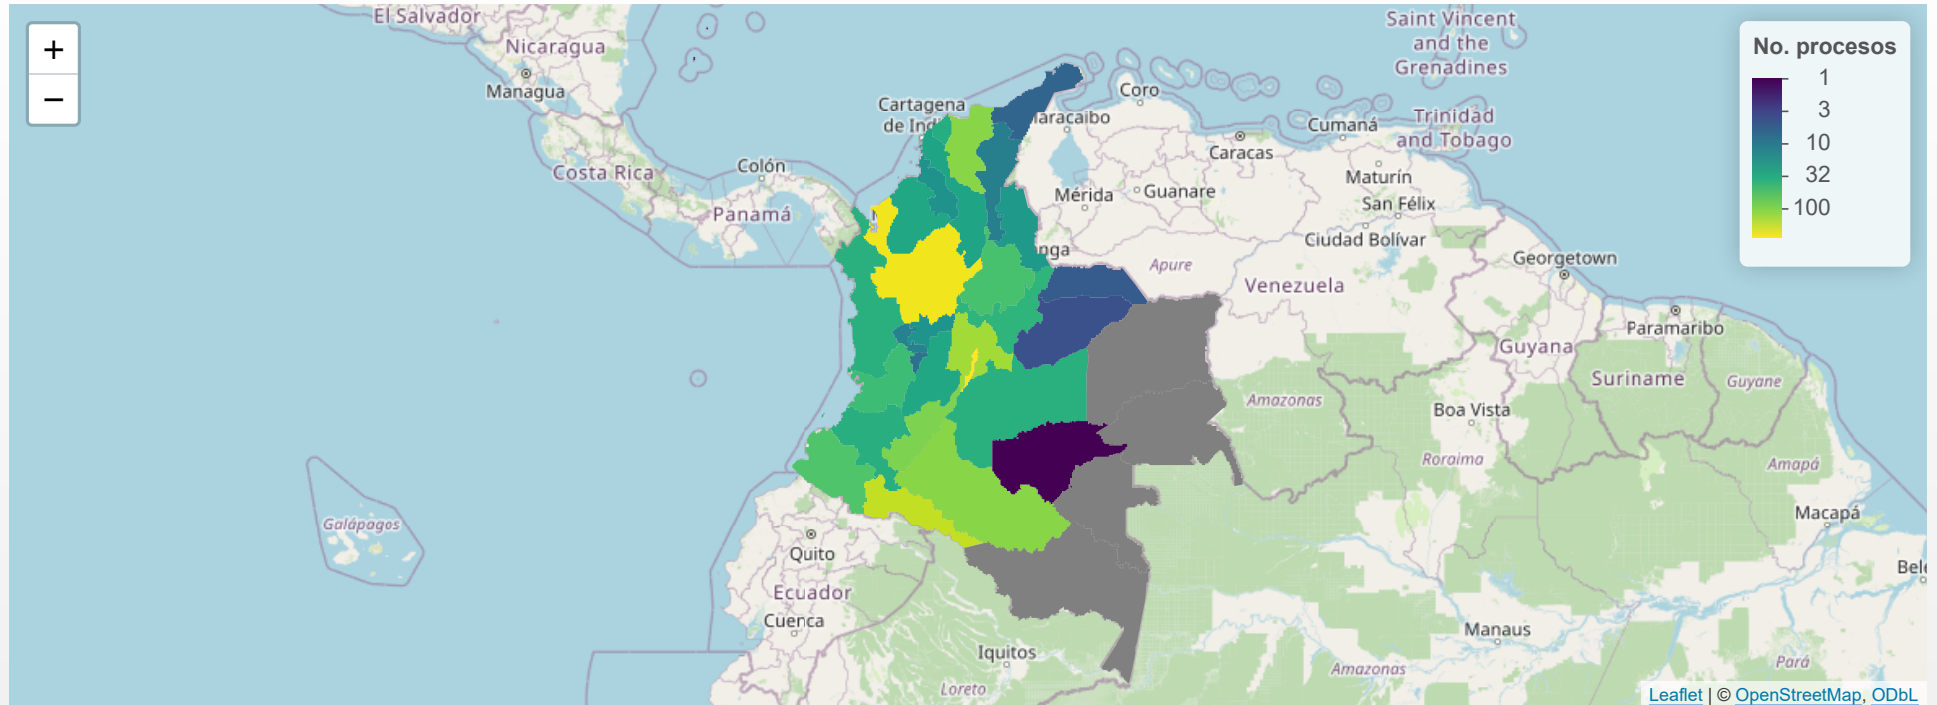 +
−
No. procesos
1
3
10
32
100
El Salvador
Nicaragua
Managua
Costa Rica
Colón
Panamá
Cartagena
de Ind
Coro
Caracas
Cumaná
Maturín
Mérida
Guanare
San Félix
Ciudad Bolívar
Apure
Venezuela
Saint Vincent
and the
Grenadines
Trinidad
and Tobago
Georgetown
Paramaribo
Guyana
Suriname
Guyane
Amazonas
Boa Vista
Roraima
Amapá
Macapá
Galápagos
Quito
Ecuador
Cuenca
Iquitos
Loreto
Manaus
Amazonas
Pará
Leaflet | © OpenStreetMap, ODbL